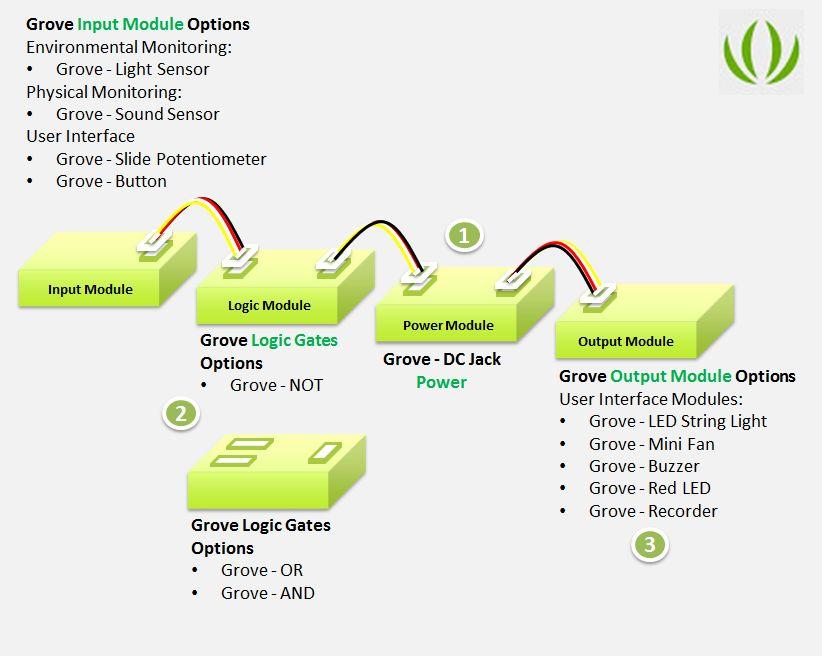 Grove Input Module Options
Environmental Monitoring:
• Grove - Light Sensor
Physical Monitoring:
• Grove - Sound Sensor
User Interface
• Grove - Slide Potentiometer
• Grove - Button
1
Input Module
Logic Module
Power Module
Output Module
Grove Logic Gates
Options
• Grove - NOT
Grove - DC Jack
Power
Grove Output Module Options
User Interface Modules:
• Grove - LED String Light
• Grove - Mini Fan
• Grove - Buzzer
• Grove - Red LED
• Grove - Recorder
2
Grove Logic Gates
Options
• Grove - OR
• Grove - AND
3